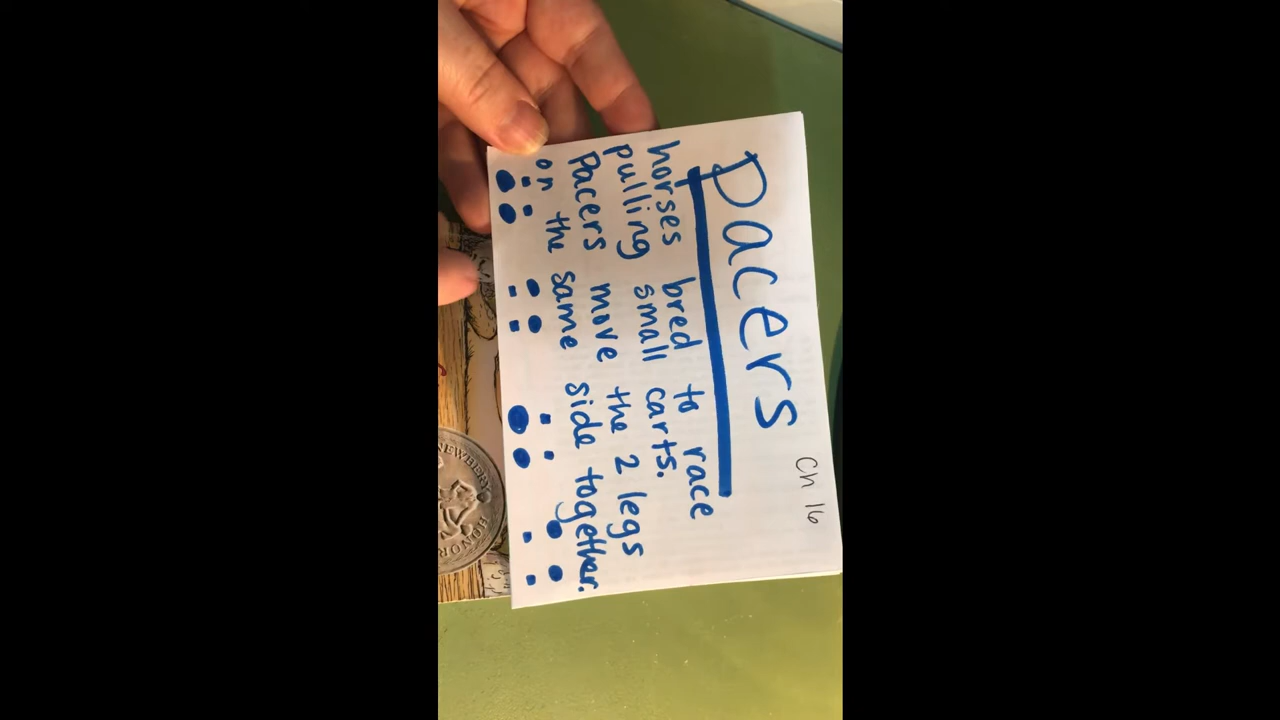 Ch 16
Pacers
horses bred to race
pulling small carts.
Pacers move the 2 legs
on the same side together.
NEWBERY
HONOR